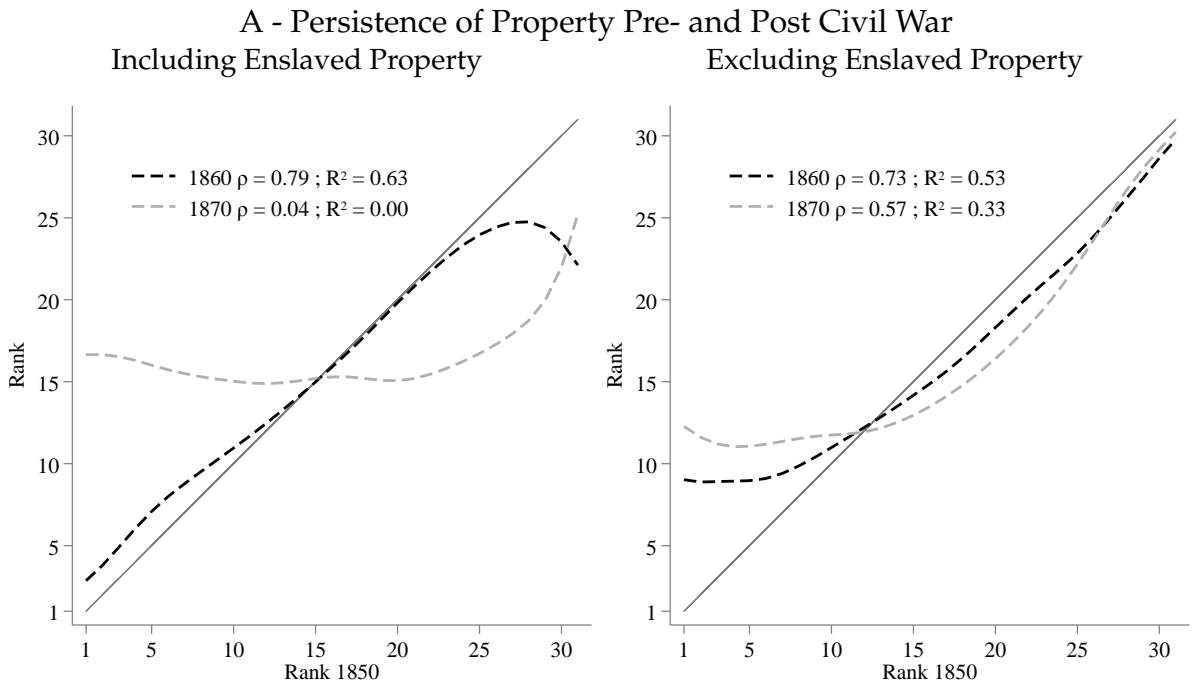 A - Persistence of Property Pre- and Post Civil War
Including Enslaved Property
Rank
30
25
20
15
10
5
1
1860 ρ = 0.79 ; R² = 0.63
1870 ρ = 0.04 ; R² = 0.00
1 5 10 15 20 25 30
Rank 1850
Excluding Enslaved Property
Rank
30
25
20
15
10
5
1
1860 ρ = 0.73 ; R² = 0.53
1870 ρ = 0.57 ; R² = 0.33
1 5 10 15 20 25 30
Rank 1850